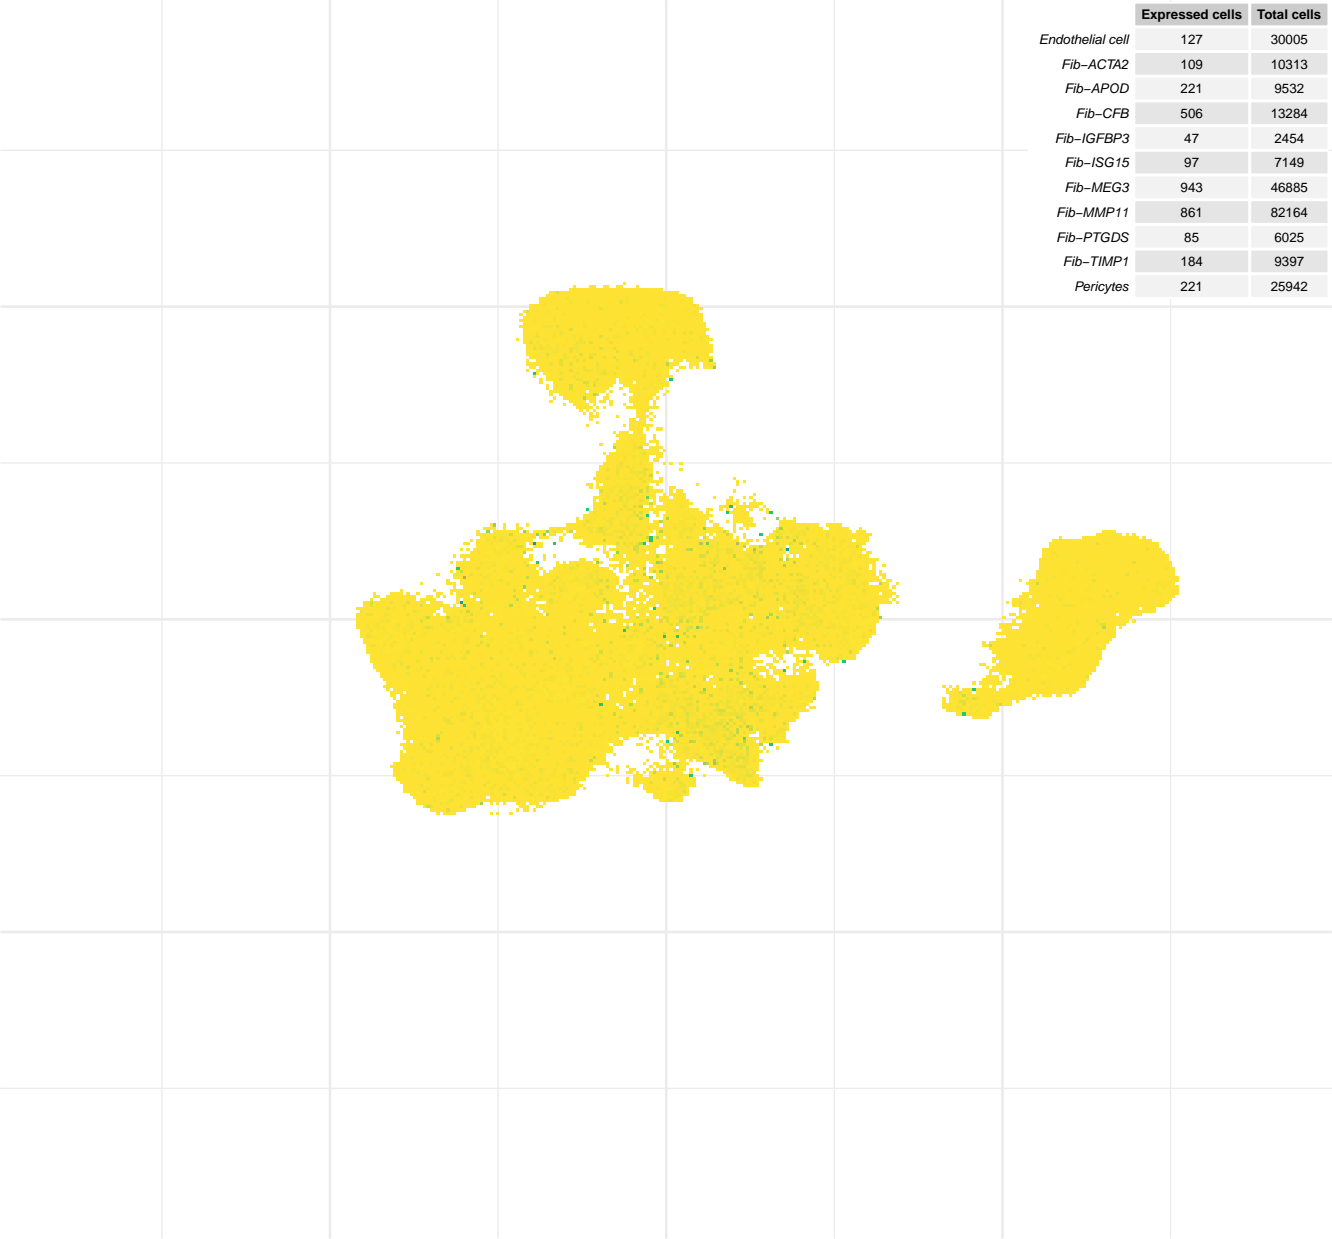 Expressed cells Total cells
Endothelial cell 127 30005
Fib−ACTA2 109 10313
Fib−APOD 221 9532
Fib−CFB 506 13284
Fib−IGFBP3 47 2454
Fib−ISG15 97 7149
Fib−MEG3 943 46885
Fib−MMP11 861 82164
Fib−PTGDS 85 6025
Fib−TIMP1 184 9397
Pericytes 221 25942